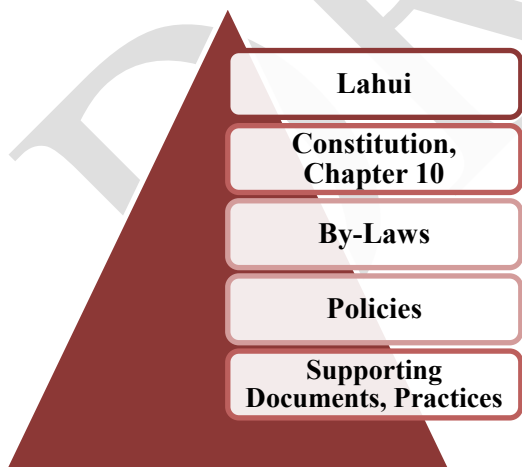 Lahui
Constitution,
Chapter 10
By-Laws
Policies
Supporting
Documents, Practices